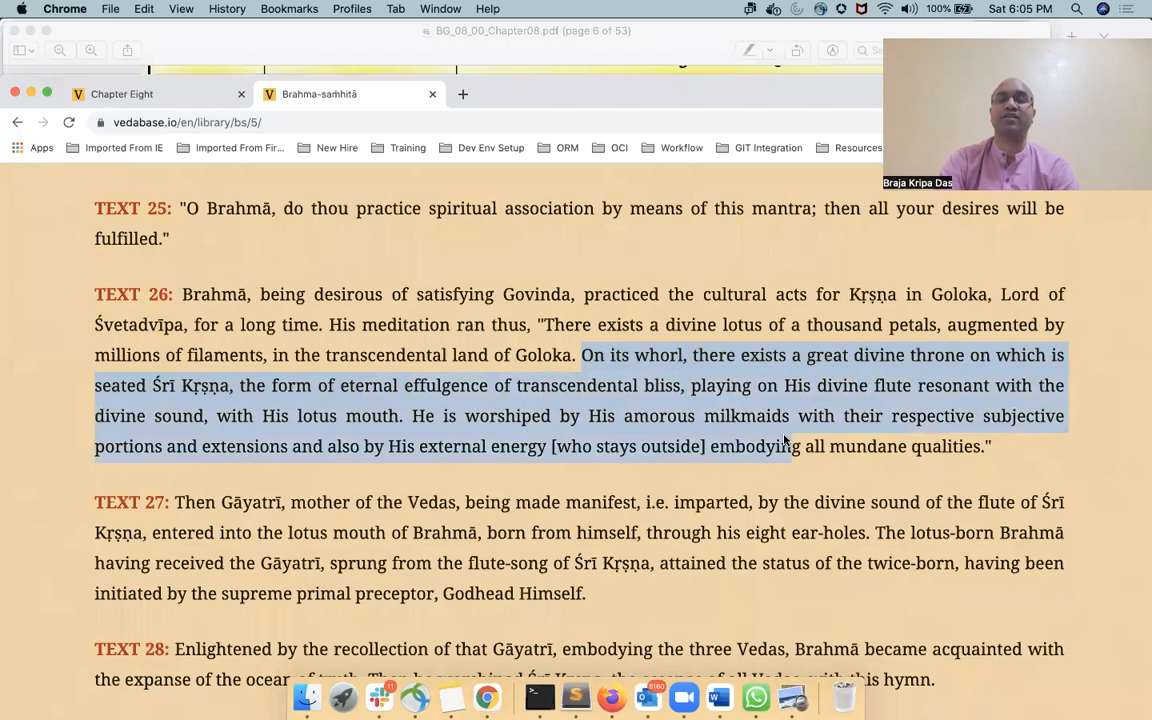 Chrome File Edit View History Bookmarks Profiles Tab Window Help 100% Sat 6:05 PM
BG_08_00_Chapter08.pdf (page 6 of 53)
Chapter Eight Brahma-saṁhitā
vedabase.io/en/library/bs/5/
Apps Imported From IE Imported From Fir... New Hire Training Dev Env Setup ORM OCI Workflow GIT Integration Resources
Braja Kripa Das
TEXT 25: "O Brahmā, do thou practice spiritual association by means of this mantra; then all your desires will be
fulfilled."
TEXT 26: Brahmā, being desirous of satisfying Govinda, practiced the cultural acts for Kṛṣṇa in Goloka, Lord of
Śvetadvīpa, for a long time. His meditation ran thus, "There exists a divine lotus of a thousand petals, augmented by
millions of filaments, in the transcendental land of Goloka. On its whorl, there exists a great divine throne on which is
seated Śrī Kṛṣṇa, the form of eternal effulgence of transcendental bliss, playing on His divine flute resonant with the
divine sound, with His lotus mouth. He is worshiped by His amorous milkmaids with their respective subjective
portions and extensions and also by His external energy [who stays outside] embodying all mundane qualities."
TEXT 27: Then Gāyatrī, mother of the Vedas, being made manifest, i.e. imparted, by the divine sound of the flute of Śrī
Kṛṣṇa, entered into the lotus mouth of Brahmā, born from himself, through his eight ear-holes. The lotus-born Brahmā
having received the Gāyatrī, sprung from the flute-song of Śrī Kṛṣṇa, attained the status of the twice-born, having been
initiated by the supreme primal preceptor, Godhead Himself.
TEXT 28: Enlightened by the recollection of that Gāyatrī, embodying the three Vedas, Brahmā became acquainted with
the expanse of the ocean this hymn.
11 6160